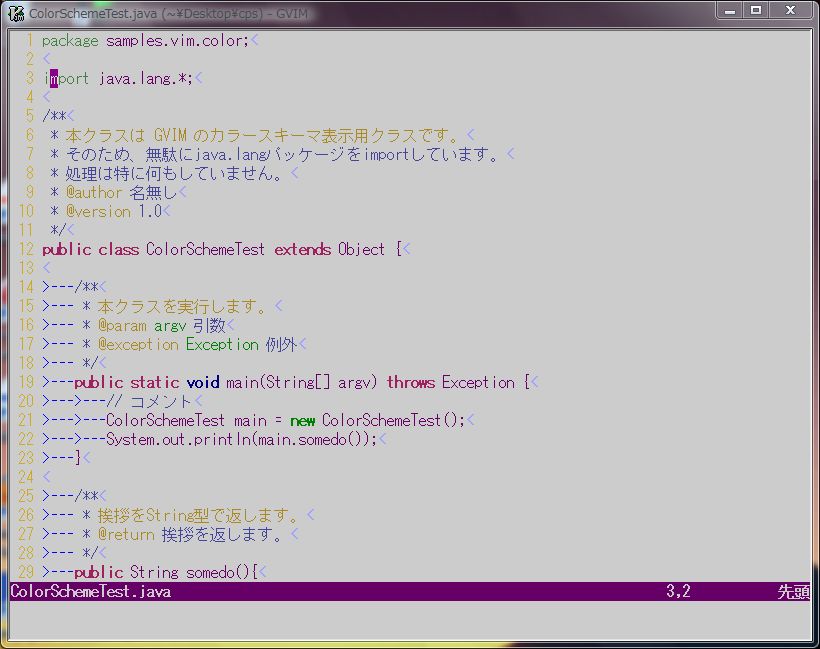 ColorSchemeTest.java (~¥Desktop¥cps) - GVIM
1 package samples.vim.color;<
2 <
3 import java.lang.*;<
4 <
5 /**<
6  * 本クラスは GVIM のカラースキーマ表示用クラスです。<
7  * そのため、無駄にjava.langパッケージをimportしています。<
8  * 処理は特に何もしていません。<
9  * @author 名無し<
10  * @version 1.0<
11  */<
12 public class ColorSchemeTest extends Object {<
13 <
14 >---/**<
15 >--- * 本クラスを実行します。<
16 >--- * @param argv 引数<
17 >--- * @exception Exception 例外<
18 >--- */<
19 >---public static void main(String[] argv) throws Exception {<
20 >--->---// コメント<
21 >--->---ColorSchemeTest main = new ColorSchemeTest();<
22 >--->---System.out.println(main.somedo());<
23 >---}<
24 <
25 >---/**<
26 >--- * 挨拶をString型で返します。<
27 >--- * @return 挨拶を返します。<
28 >--- */<
29 >---public String somedo(){<
ColorSchemeTest.java 3,2 先頭